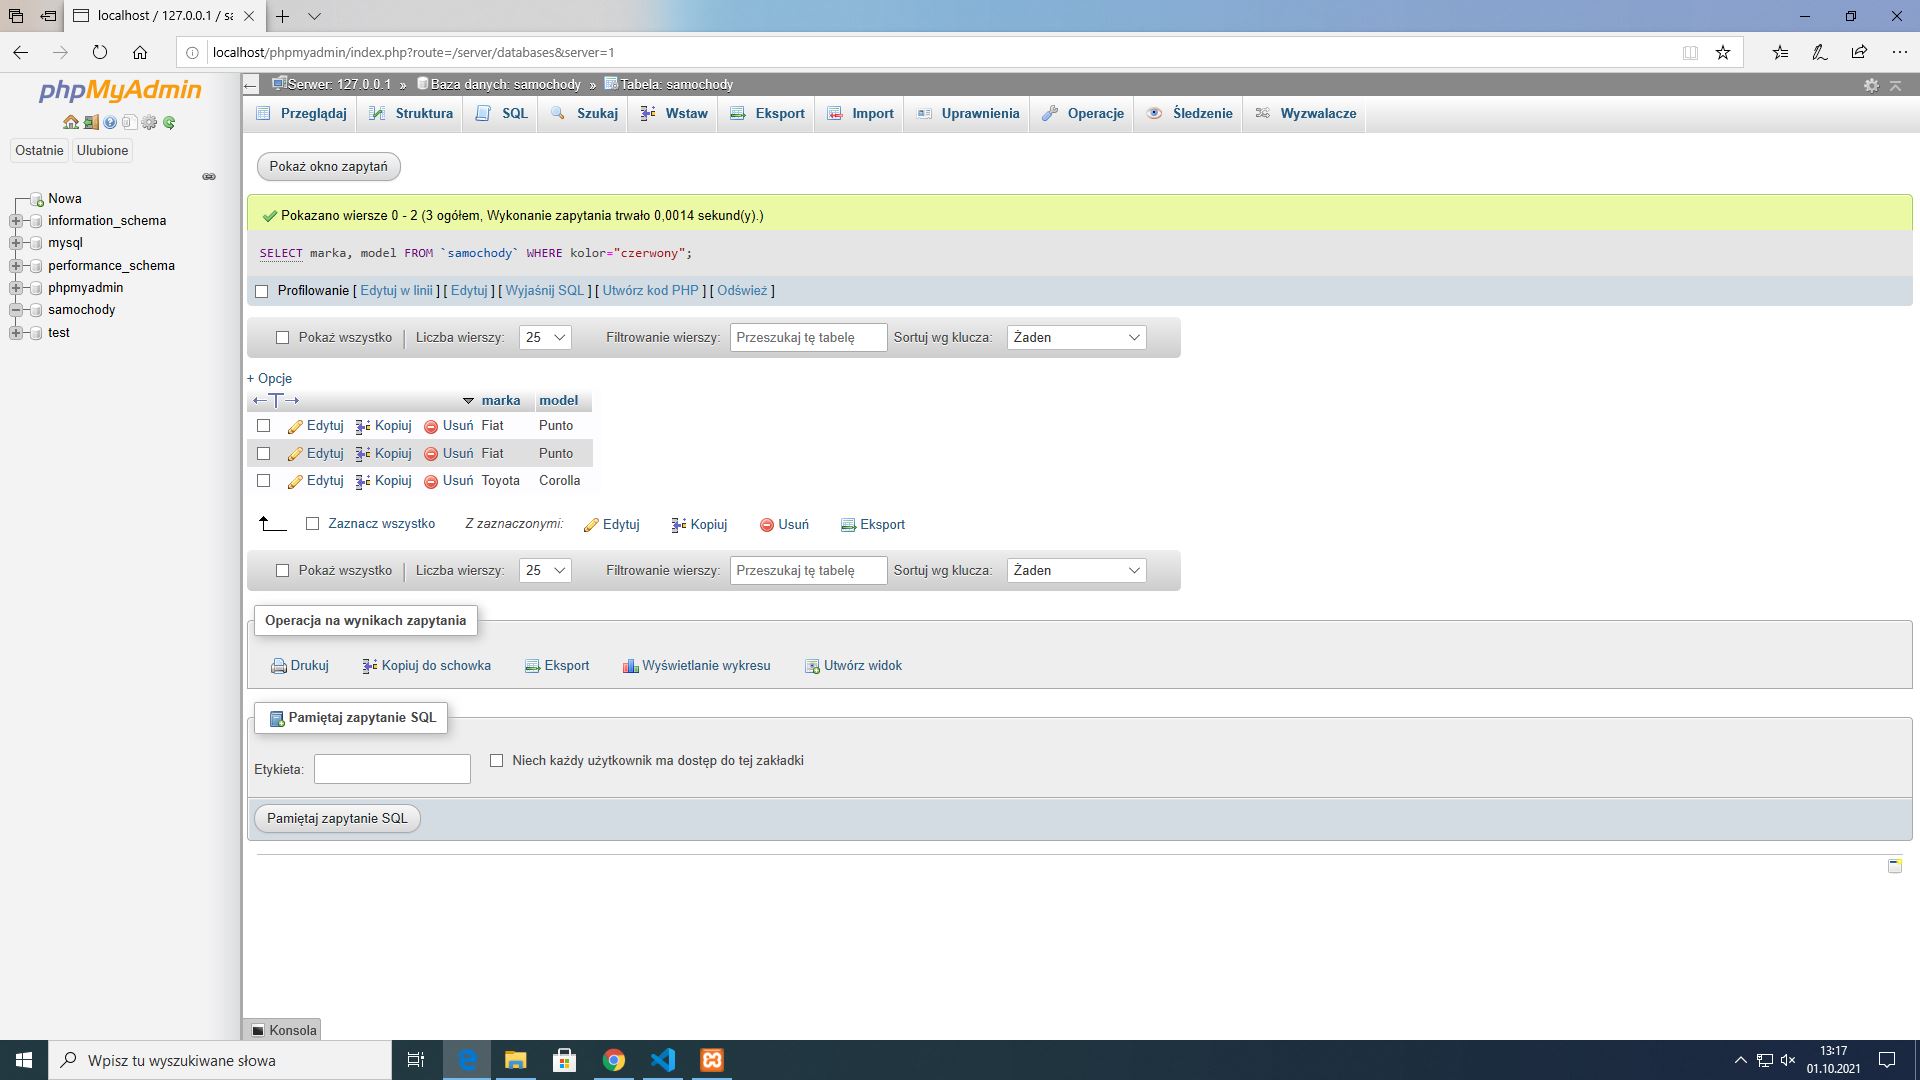 localhost / 127.0.0.1 / sa
localhost/phpmyadmin/index.php?route=/server/databases&server=1
phpMyAdmin
Ostatnie Ulubione
Nowa
information_schema
mysql
performance_schema
phpmyadmin
samochody
test
Serwer: 127.0.0.1 » Baza danych: samochody » Tabela: samochody
Przeglądaj Struktura SQL Szukaj Wstaw Eksport Import Uprawnienia Operacje Śledzenie Wyzwalacze
Pokaż okno zapytań
Pokazano wiersze 0 - 2 (3 ogółem, Wykonanie zapytania trwało 0,0014 sekund(y).)
SELECT marka, model FROM `samochody` WHERE kolor="czerwony";
Profilowanie [ Edytuj w linii ] [ Edytuj ] [ Wyjaśnij SQL ] [ Utwórz kod PHP ] [ Odśwież ]
Pokaż wszystko | Liczba wierszy: 25 Filtrowanie wierszy: Przeszukaj tę tabelę Sortuj wg klucza: Żaden
+ Opcje
←T→ marka model
Edytuj Kopiuj Usuń Fiat Punto
Edytuj Kopiuj Usuń Fiat Punto
Edytuj Kopiuj Usuń Toyota Corolla
Zaznacz wszystko Z zaznaczonymi: Edytuj Kopiuj Usuń Eksport
Pokaż wszystko | Liczba wierszy: 25 Filtrowanie wierszy: Przeszukaj tę tabelę Sortuj wg klucza: Żaden
Operacja na wynikach zapytania
Drukuj Kopiuj do schowka Eksport Wyświetlanie wykresu Utwórz widok
Pamiętaj zapytanie SQL
Etykieta: Niech każdy użytkownik ma dostęp do tej zakładki
Pamiętaj zapytanie SQL
Konsola
Wpisz tu wyszukiwane słowa
13:17
01.10.2021